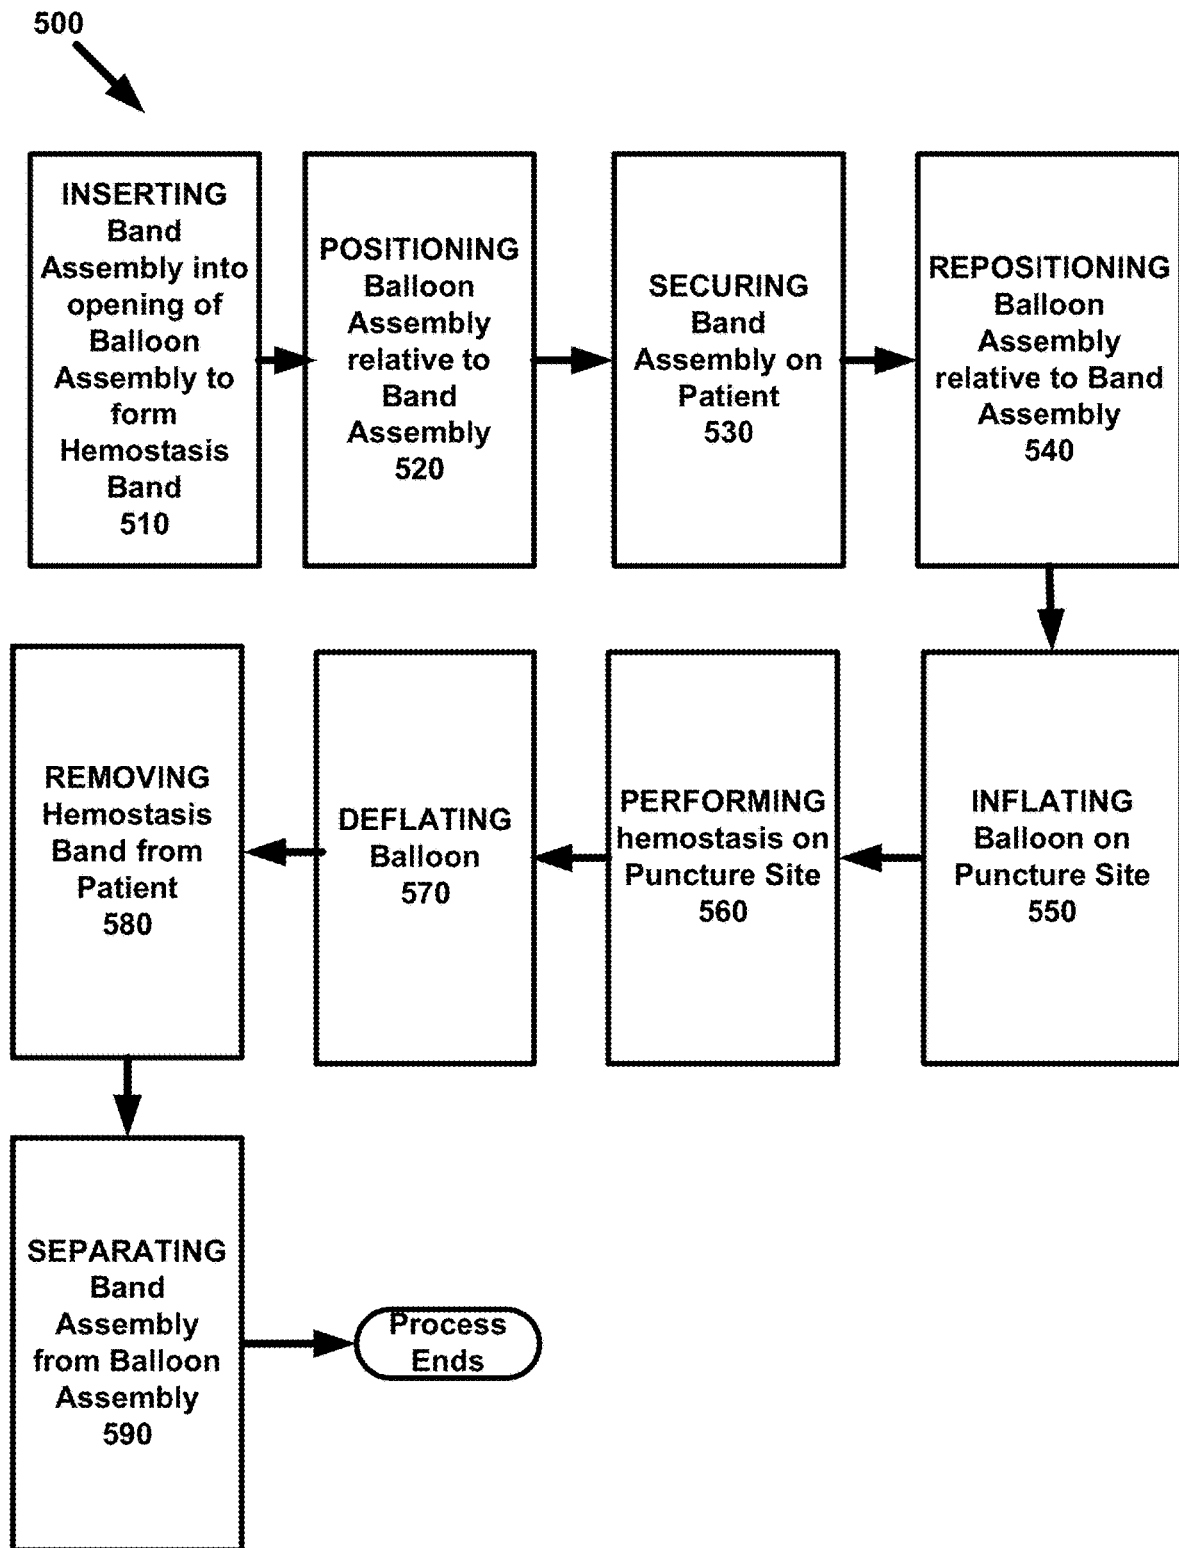 500
INSERTING
Band
Assembly into
opening of
Balloon
Assembly to
form
Hemostasis
Band
510
POSITIONING
Balloon
Assembly
relative to
Band
Assembly
520
SECURING
Band
Assembly on
Patient
530
REPOSITIONING
Balloon
Assembly
relative to Band
Assembly
540
INFLATING
Balloon on
Puncture Site
550
PERFORMING
hemostasis on
Puncture Site
560
DEFLATING
Balloon
570
REMOVING
Hemostasis
Band from
Patient
580
SEPARATING
Band
Assembly
from Balloon
Assembly
590
Process
Ends